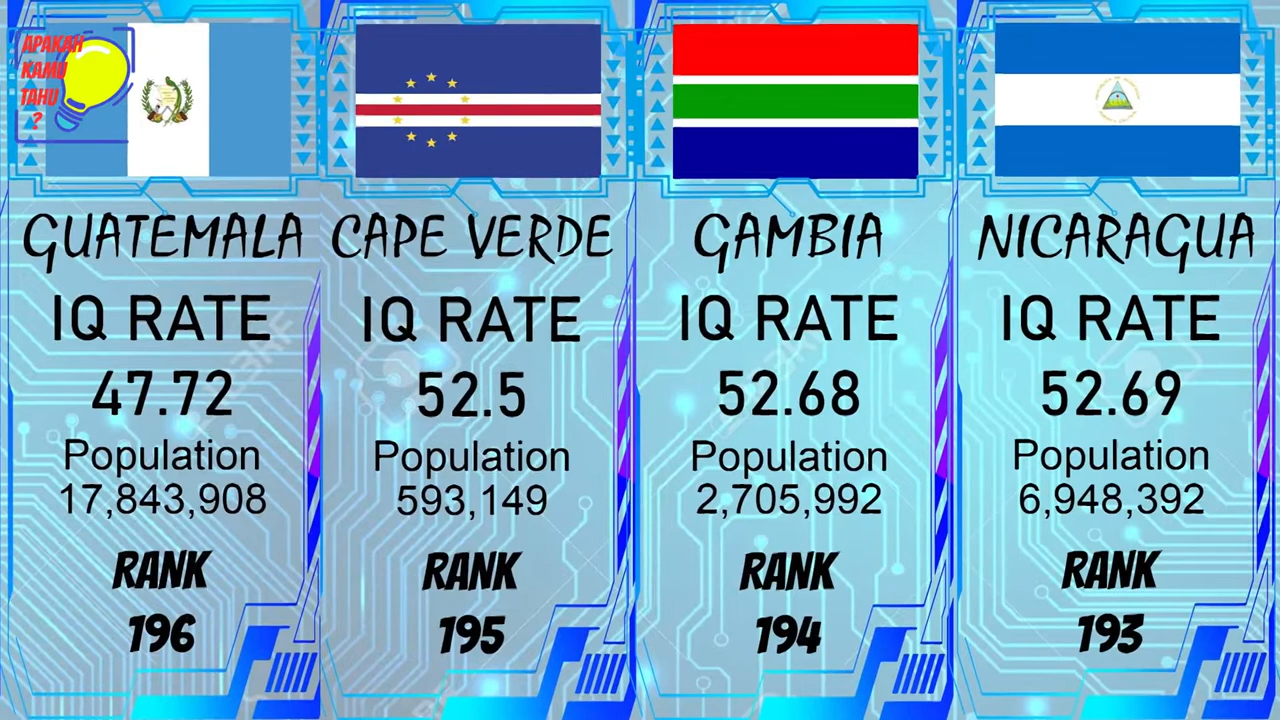 APAKAH
KAMU
TAHU
?
GUATEMALA
IQ RATE
47.72
Population
17,843,908
RANK
196
CAPE VERDE
IQ RATE
52.5
Population
593,149
RANK
195
GAMBIA
IQ RATE
52.68
Population
2,705,992
RANK
194
NICARAGUA
IQ RATE
52.69
Population
6,948,392
RANK
193